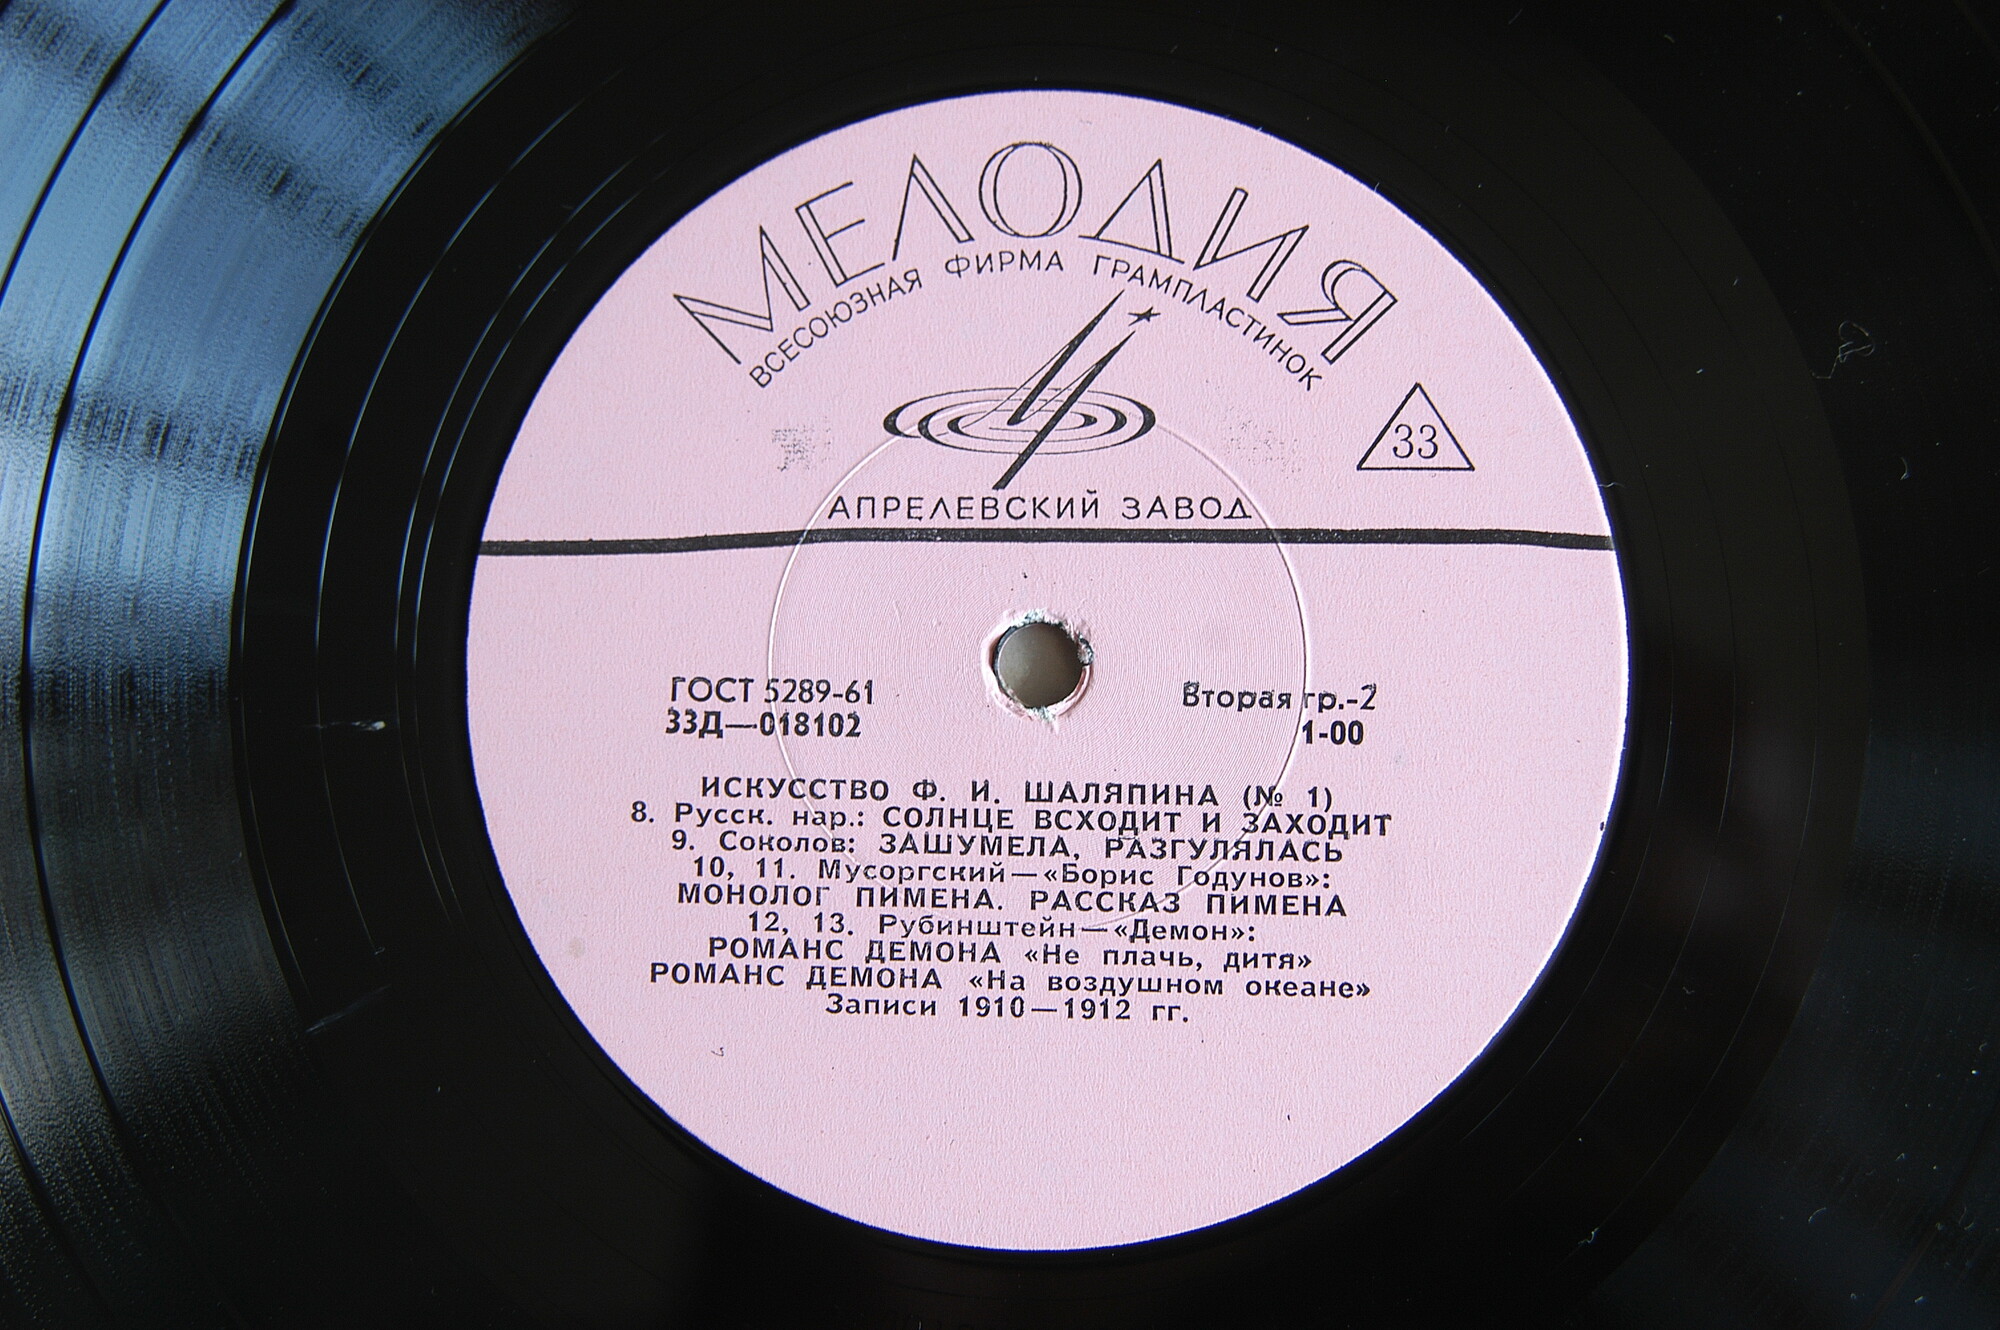 МЕЛОДИЯ
ВСЕСОЮЗНАЯ ФИРМА ГРАМПЛАСТИНОК
33
АПРЕЛЕВСКИЙ ЗАВОД
ГОСТ 5289-61
Вторая гр.-2
33Д—018102
1-00
ИСКУССТВО Ф. И. ШАЛЯПИНА (№ 1)
8. Русск. нар.: СОЛНЦЕ ВСХОДИТ И ЗАХОДИТ
9. Соколов: ЗАШУМЕЛА, РАЗГУЛЯЛАСЬ
10, 11. Мусоргский—«Борис Годунов»:
МОНОЛОГ ПИМЕНА. РАССКАЗ ПИМЕНА
12, 13. Рубинштейн—«Демон»:
РОМАНС ДЕМОНА «Не плачь, дитя»
РОМАНС ДЕМОНА «На воздушном океане»
Записи 1910—1912 гг.